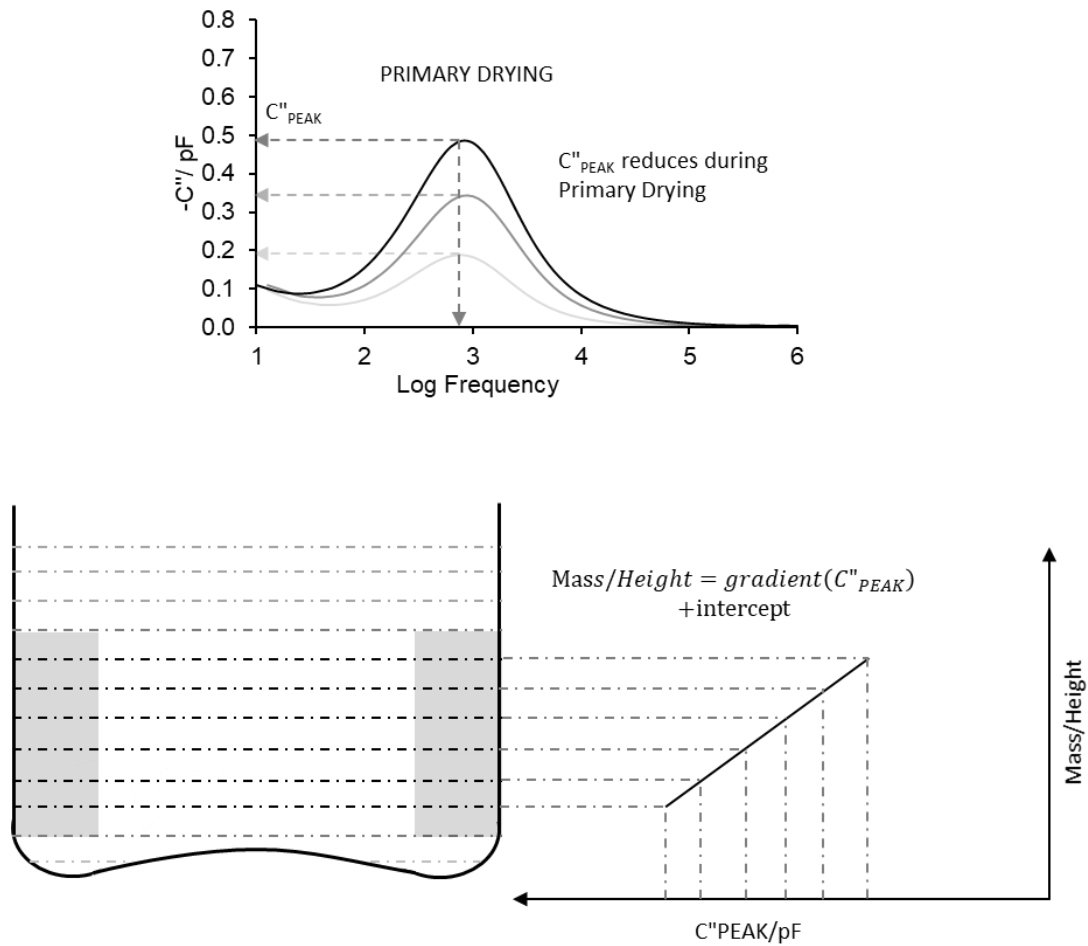 0.8
0.7
PRIMARY DRYING
0.6
C"PEAK
0.5
C"PEAK reduces during
Primary Drying
0.4
-C"/ pF
0.3
0.2
0.1
0.0
1 2 3 4 5 6
Log Frequency
Mass/Height = gradient(C"PEAK)
+intercept
Mass/Height
C"PEAK/pF